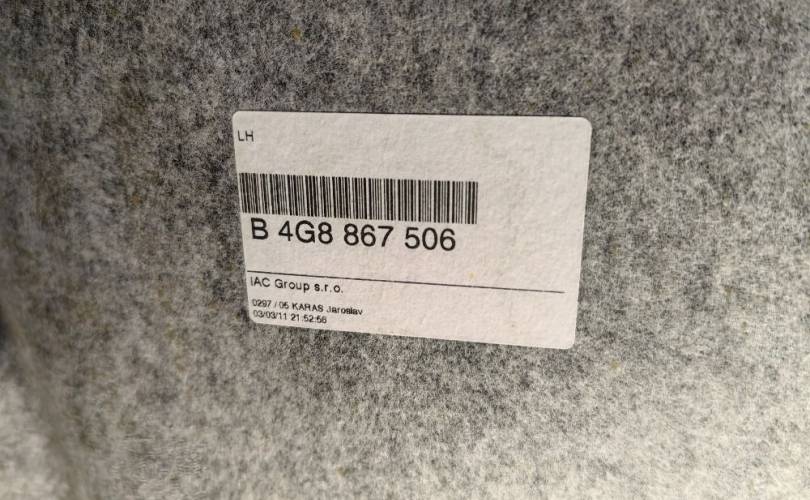 LH
B 4G8 867 506
IAC Group s.r.o.
0297 / 05 KARAS Jaroslav
03/03/11 21:52:56